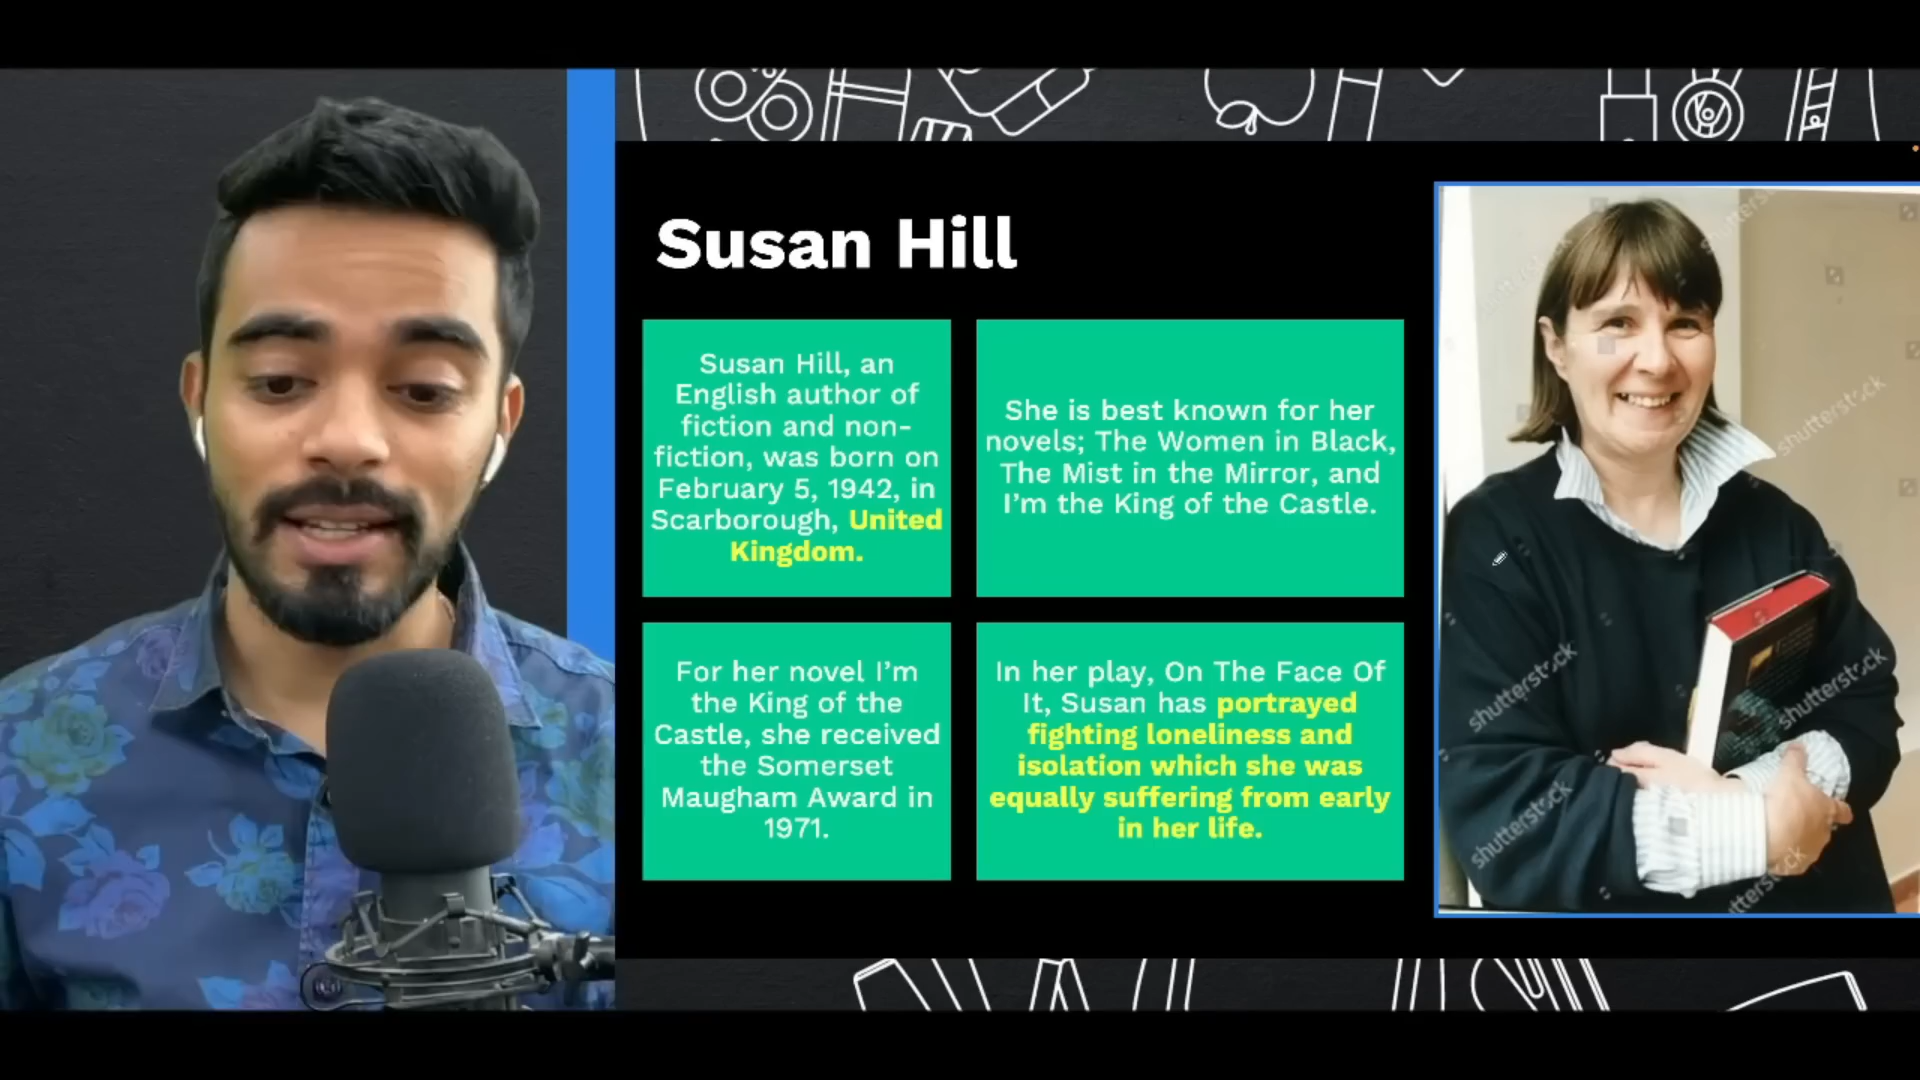 Susan Hill
Susan Hill, an
English author of
fiction and non-
fiction, was born on
February 5, 1942, in
Scarborough, United
Kingdom.
She is best known for her
novels; The Women in Black,
The Mist in the Mirror, and
I'm the King of the Castle.
For her novel I'm
the King of the
Castle, she received
the Somerset
Maugham Award in
1971.
In her play, On The Face Of
It, Susan has portrayed
fighting loneliness and
isolation which she was
equally suffering from early
in her life.
shutterstock
shutterstock
shutterstock
shutterstock